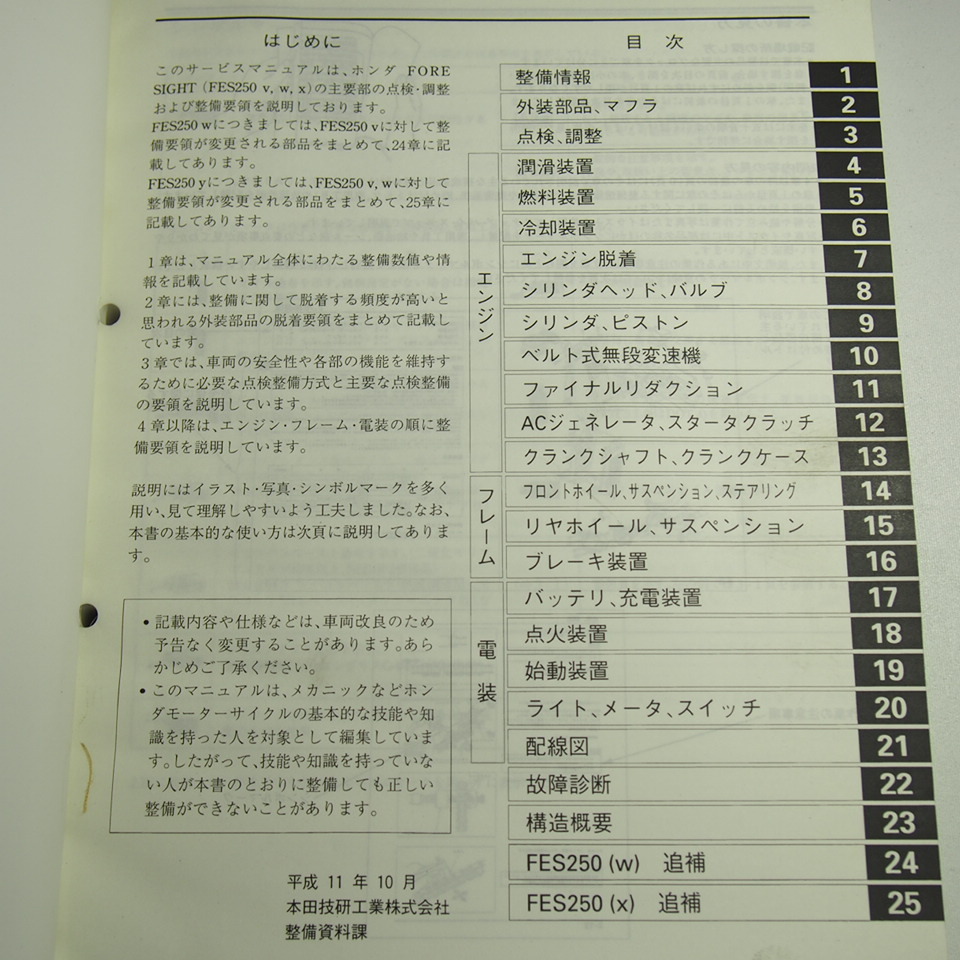 はじめに
このサービスマニュアルは、ホンダ FORE
SIGHT (FES250 v, w, x)の主要部の点検・調整
および整備要領を説明しております。
FES250 wにつきましては、FES250 vに対して整
備要領が変更される部品をまとめて、24章に記
載してあります。
FES250 yにつきましては、FES250 v, wに対して
整備要領が変更される部品をまとめて、25章に
記載してあります。
1章は、マニュアル全体にわたる整備数値や情
報を記載しています。
2章には、整備に関して脱着する頻度が高いと
思われる外装部品の脱着要領をまとめて記載し
ています。
3章では、車両の安全性や各部の機能を維持す
るために必要な点検整備方式と主要な点検整備
の要領を説明しています。
4章以降は、エンジン・フレーム・電装の順に整
備要領を説明しています。
説明にはイラスト・写真・シンボルマークを多く
用い、見て理解しやすいよう工夫しました。なお、
本書の基本的な使い方は次頁に説明してありま
す。
• 記載内容や仕様などは、車両改良のため
予告なく変更することがあります。あら
かじめご了承ください。
• このマニュアルは、メカニックなどホン
ダモーターサイクルの基本的な技能や知
識を持った人を対象として編集していま
す。したがって、技能や知識を持っていな
い人が本書のとおりに整備しても正しい
整備ができないことがあります。
平成 11 年 10 月
本田技研工業株式会社
整備資料課
目 次
整備情報 1
外装部品、マフラ 2
点検、調整 3
エンジン
潤滑装置 4
燃料装置 5
冷却装置 6
エンジン脱着 7
シリンダヘッド、バルブ 8
シリンダ、ピストン 9
ベルト式無段変速機 10
ファイナルリダクション 11
ACジェネレータ、スタータクラッチ 12
クランクシャフト、クランクケース 13
フレーム
フロントホイール、サスペンション、ステアリング 14
リヤホイール、サスペンション 15
ブレーキ装置 16
電装
バッテリ、充電装置 17
点火装置 18
始動装置 19
ライト、メータ、スイッチ 20
配線図 21
故障診断 22
構造概要 23
FES250 (w) 追補 24
FES250 (x) 追補 25